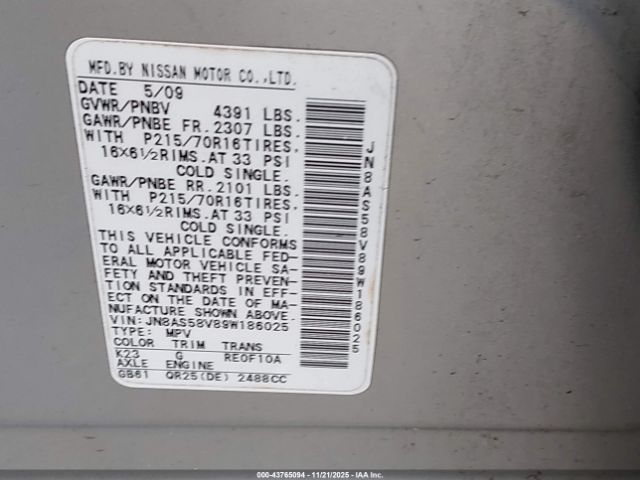 MFD.BY NISSAN MOTOR CO.,LTD.
DATE 5/09
GVWR/PNBV 4391 LBS.
GAWR/PNBE FR. 2307 LBS.
WITH P215/70R16TIRES.
16X6½RIMS.AT 33 PSI
COLD SINGLE.
GAWR/PNBE RR. 2101 LBS.
WITH P215/70R16TIRES.
16X6½RIMS.AT 33 PSI
COLD SINGLE.
THIS VEHICLE CONFORMS
TO ALL APPLICABLE FED-
ERAL MOTOR VEHICLE SA-
FETY AND THEFT PREVEN-
TION STANDARDS IN EFF-
ECT ON THE DATE OF MA-
NUFACTURE SHOWN ABOVE.
VIN: JN8AS58V89W186025
TYPE: MPV
COLOR TRIM TRANS
K23 G RE0F10A
AXLE ENGINE
GB61 QR25(DE) 2488CC
JN8AS58V89W186025
000-43765094 - 11/21/2025 - IAAI.com